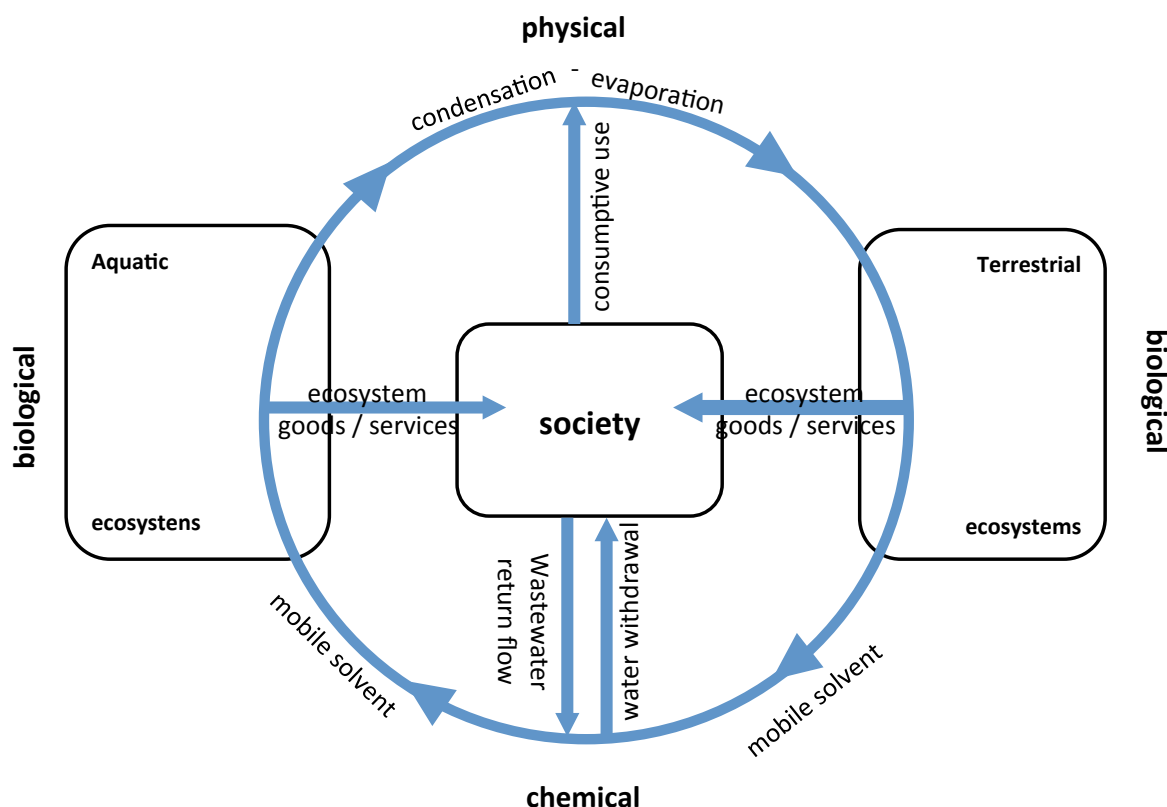 physical
condensation - evaporation
consumptive use
Aquatic
Terrestrial
biological
biological
ecosystem
goods / services
society
ecosystem
goods / services
ecosystens
ecosystems
Wastewater
return flow
water withdrawal
mobile solvent
mobile solvent
chemical